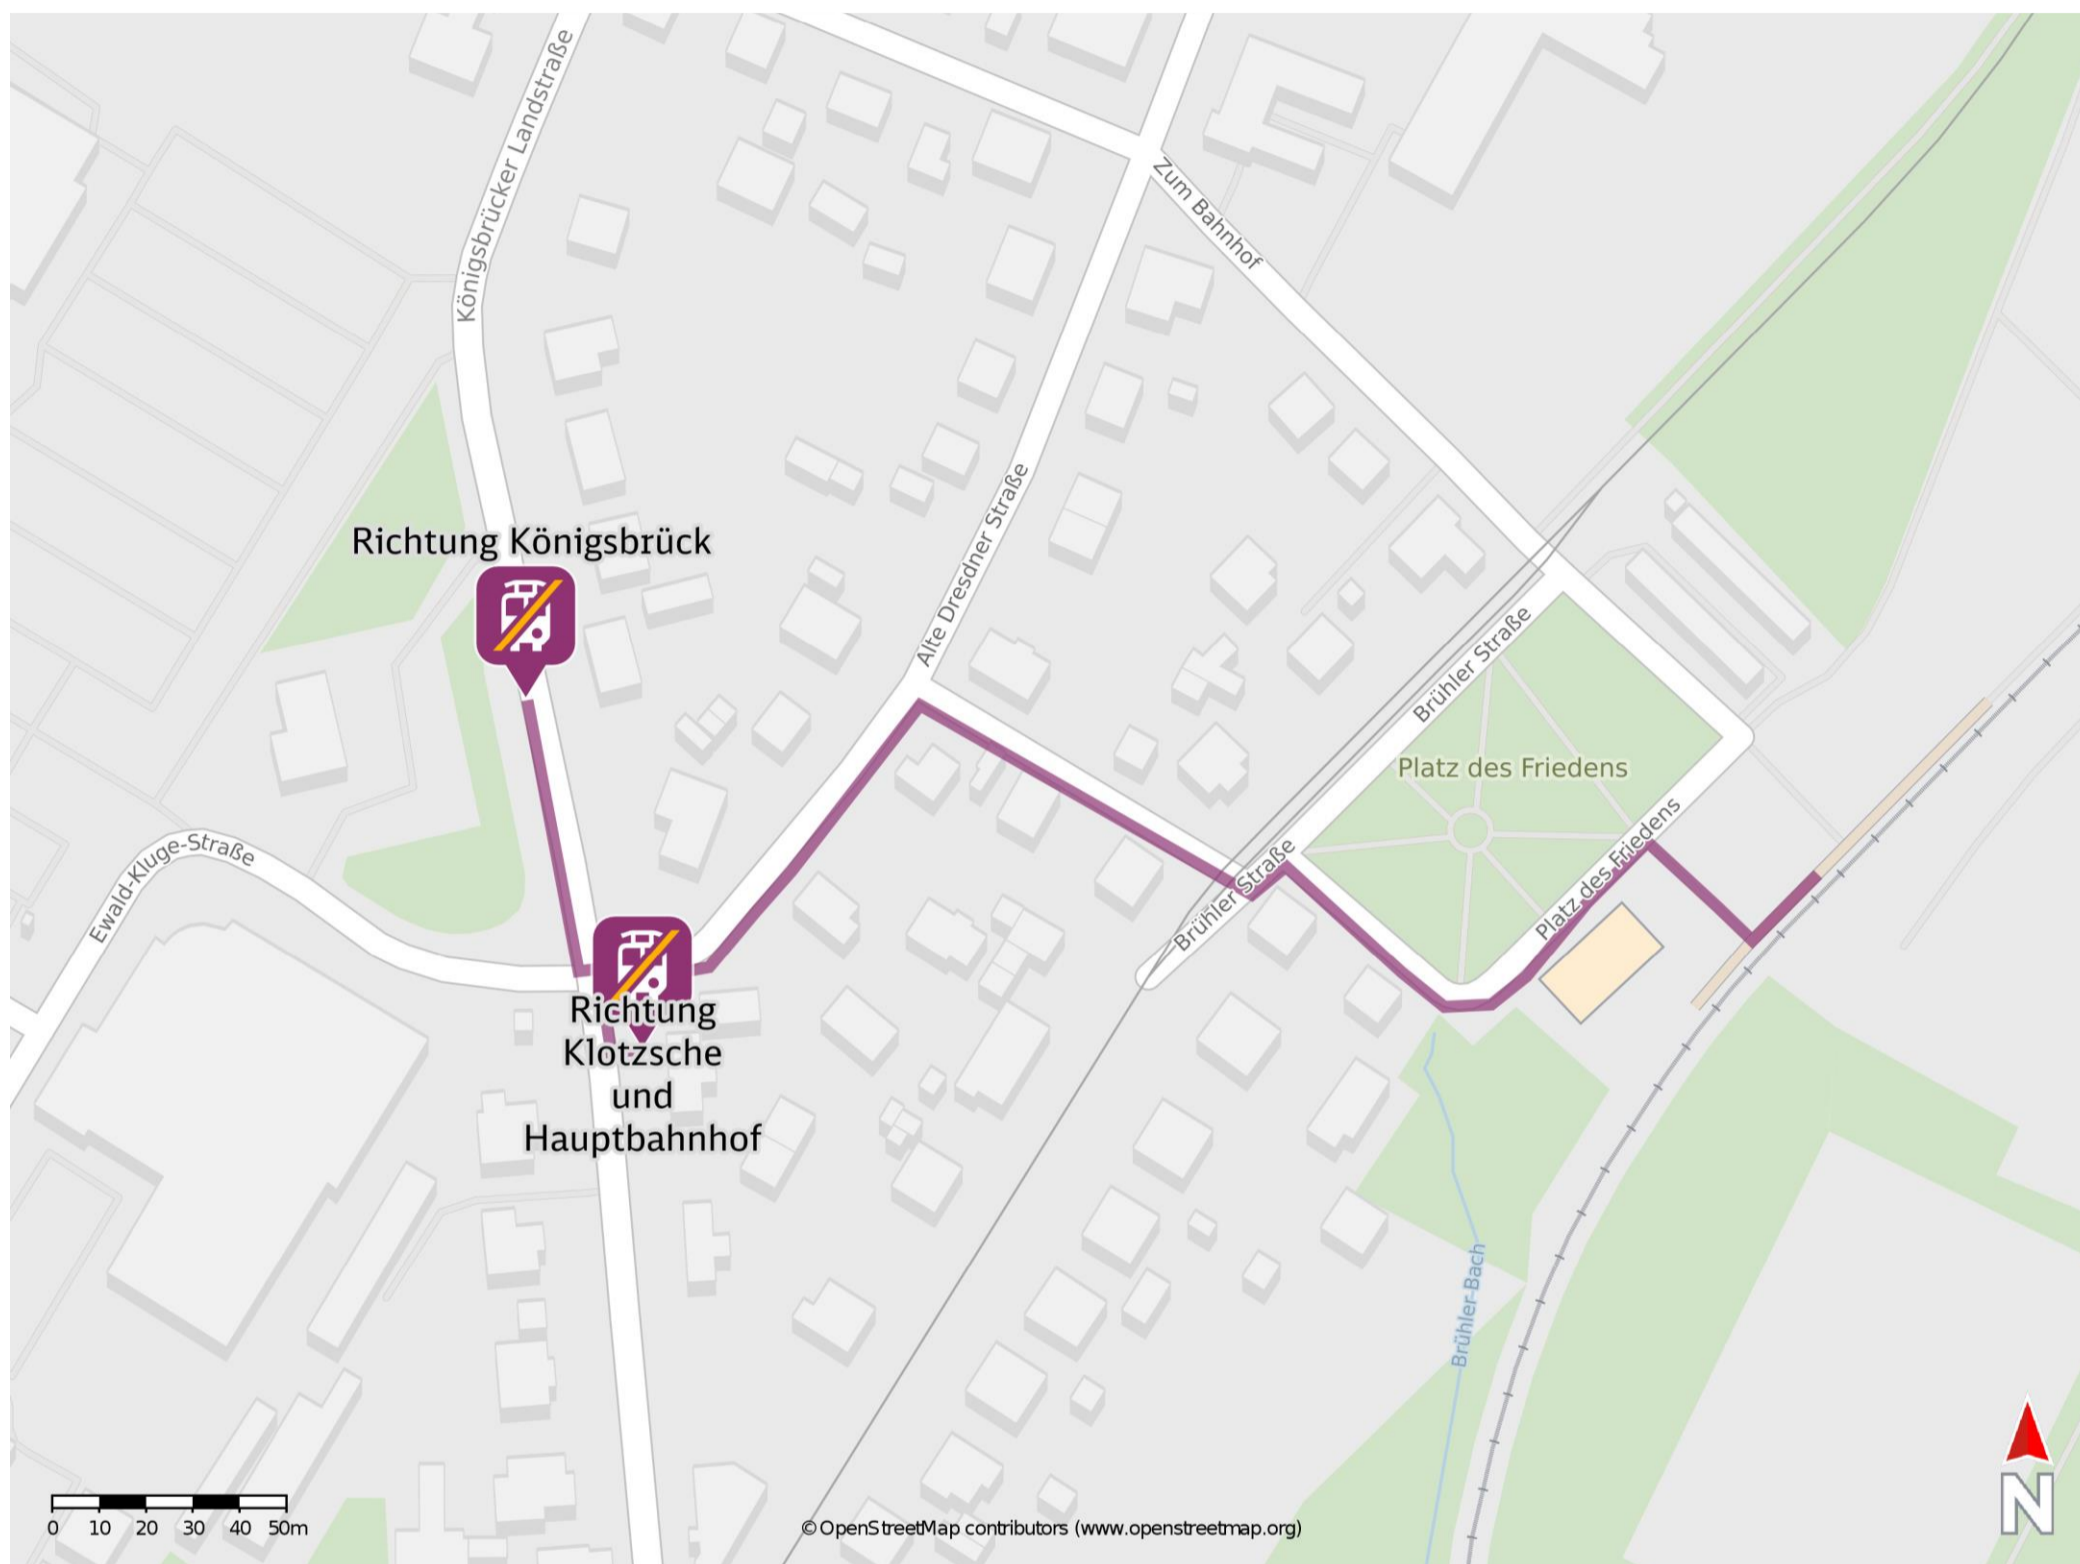 Königsbrücker Landstraße
Zum Bahnhof
Richtung Königsbrück
Alte Dresdner Straße
Brühler Straße
Platz des Friedens
Platz des Friedens
Ewald-Kluge-Straße
Brühler Straße
Richtung
Klotzsche
und
Hauptbahnhof
Brühler-Bach
N
0 10 20 30 40 50m
© OpenStreetMap contributors (www.openstreetmap.org)